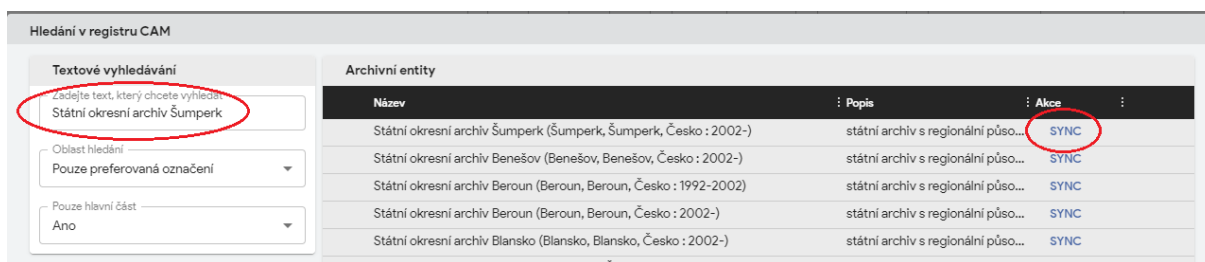 Hledání v registru CAM
Textové vyhledávání
Zadejte text, který chcete vyhledat
Státní okresní archiv Šumperk
Oblast hledání
Pouze preferovaná označení
Pouze hlavní část
Ano
Archivní entity
Název Popis Akce
Státní okresní archiv Šumperk (Šumperk, Šumperk, Česko : 2002-) státní archiv s regionální půso... SYNC
Státní okresní archiv Benešov (Benešov, Benešov, Česko : 2002-) státní archiv s regionální půso... SYNC
Státní okresní archiv Beroun (Beroun, Beroun, Česko : 1992-2002) státní archiv s regionální půso... SYNC
Státní okresní archiv Beroun (Beroun, Beroun, Česko : 2002-) státní archiv s regionální půso... SYNC
Státní okresní archiv Blansko (Blansko, Blansko, Česko : 2002-) státní archiv s regionální půso... SYNC